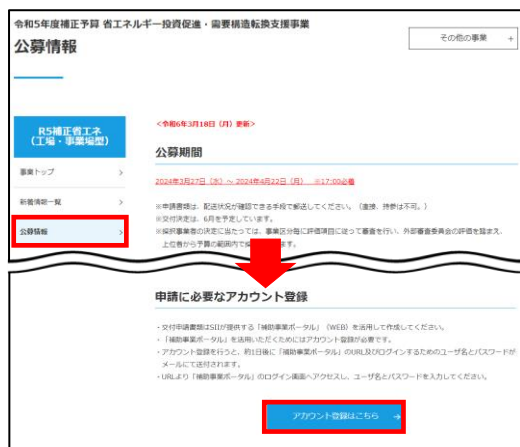 令和5年度補正予算 省エネルギー投資促進・需要構造転換支援事業
公募情報
その他の事業 +
R5補正省エネ
(工場・事業場型)
事業トップ >
新着情報一覧 >
公募情報 >
<令和6年3月18日（月）更新>
公募期間
2024年3月27日（水）～ 2024年4月22日（月） ※17:00必着
※申請書類は、配送状況が確認できる手段で郵送してください。（直接、持参は不可。）
※交付決定は、6月を予定しています。
※採択事業者の決定に当たっては、事業区分毎に評価項目に従って審査を行い、外部審査委員会の評価を踏まえ、
上位者から予算の範囲内で採
ます。
申請に必要なアカウント登録
・交付申請書類はSIIが提供する「補助事業ポータル」（WEB）を活用して作成してください。
・「補助事業ポータル」を活用いただくためにはアカウント登録が必要です。
・アカウント登録を行うと、約1日後に「補助事業ポータル」のURL及びログインするためのユーザ名とパスワードが
メールにて送付されます。
・URLより「補助事業ポータル」のログイン画面へアクセスし、ユーザ名とパスワードを入力してください。
アカウント登録はこちら →